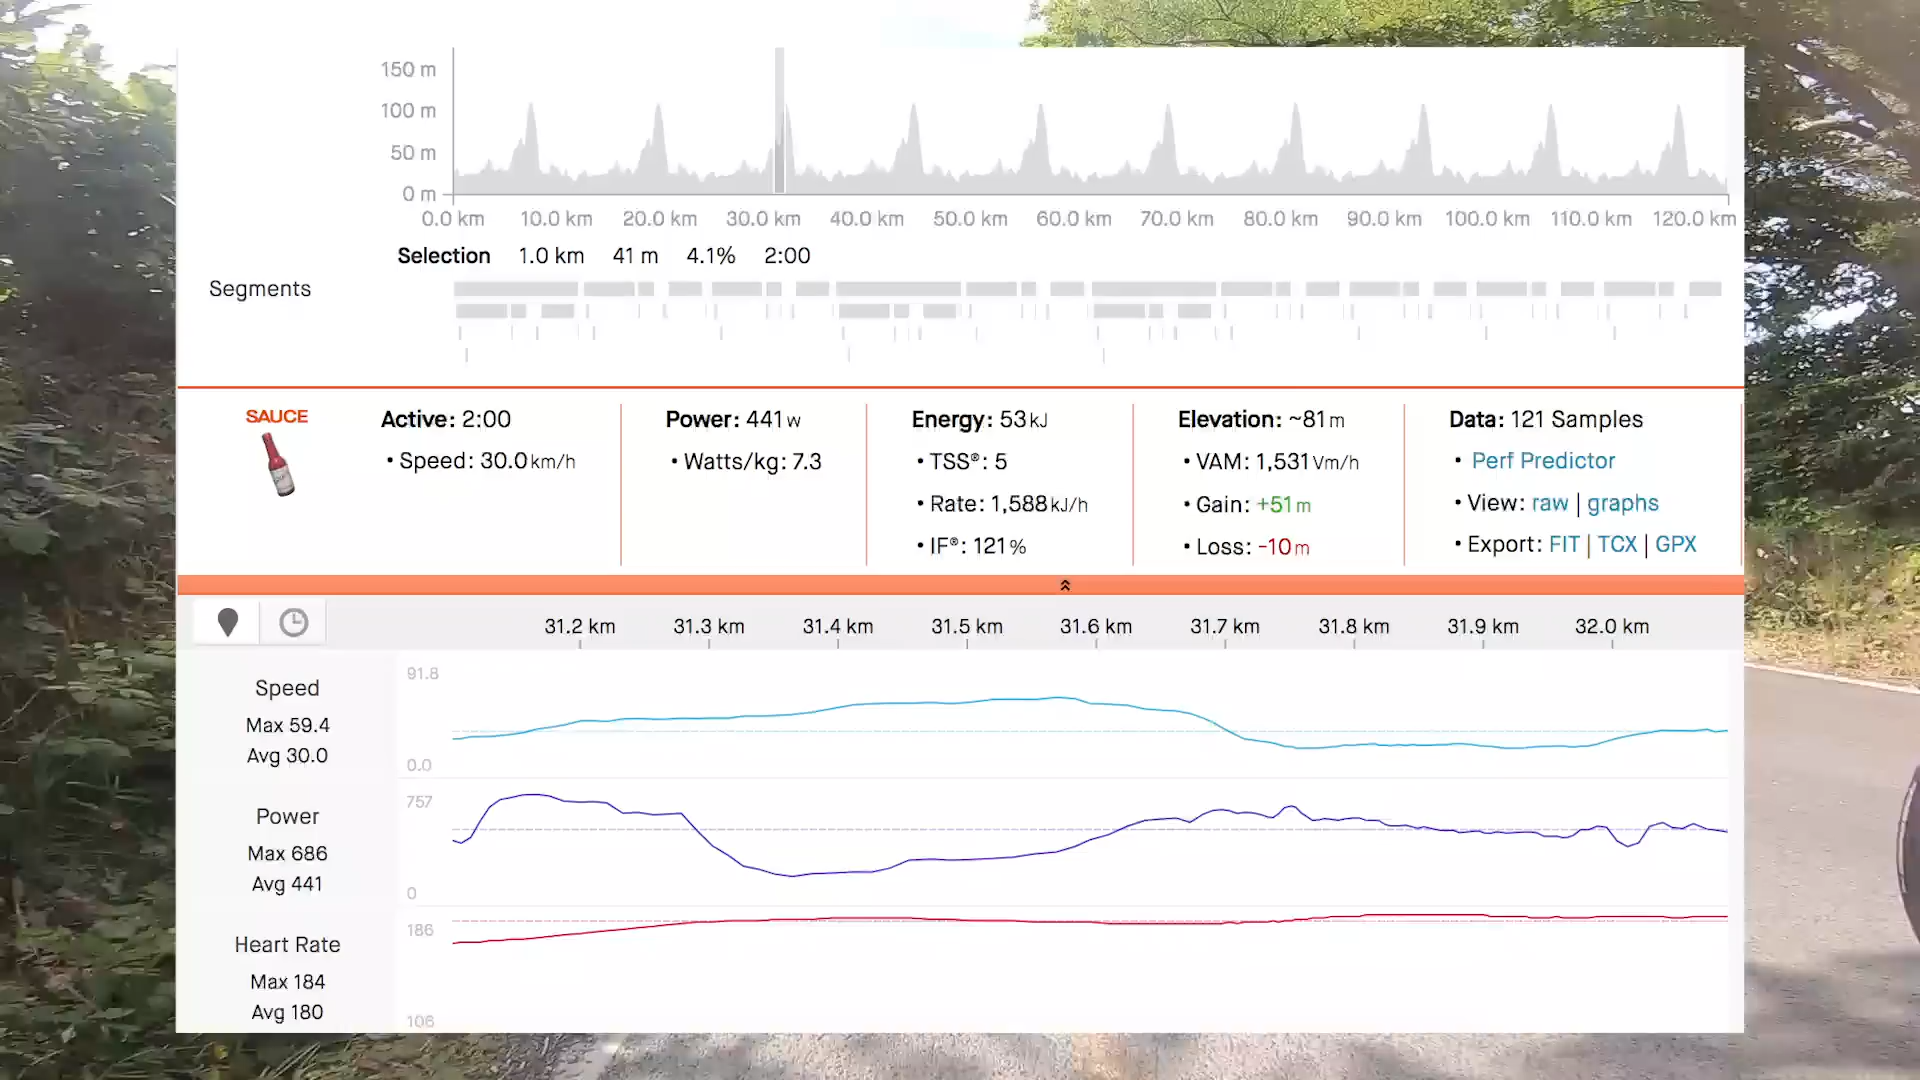 150 m
100 m
50 m
0 m
0.0 km 10.0 km 20.0 km 30.0 km 40.0 km 50.0 km 60.0 km 70.0 km 80.0 km 90.0 km 100.0 km 110.0 km 120.0 km
Selection 1.0 km 41 m 4.1% 2:00
Segments
SAUCE
Active: 2:00
• Speed: 30.0 km/h
Power: 441 w
• Watts/kg: 7.3
Energy: 53 kJ
• TSS®: 5
• Rate: 1,588 kJ/h
• IF®: 121 %
Elevation: ~81 m
• VAM: 1,531 Vm/h
• Gain: +51 m
• Loss: -10 m
Data: 121 Samples
• Perf Predictor
• View: raw | graphs
• Export: FIT | TCX | GPX
31.2 km 31.3 km 31.4 km 31.5 km 31.6 km 31.7 km 31.8 km 31.9 km 32.0 km
Speed
Max 59.4
Avg 30.0
91.8
0.0
Power
Max 686
Avg 441
757
0
Heart Rate
Max 184
Avg 180
186
106